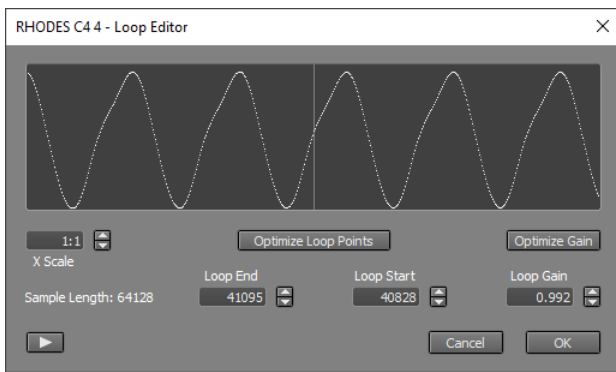 RHODES C4 4 - Loop Editor
1:1
Optimize Loop Points
Optimize Gain
X Scale
Loop End
Loop Start
Loop Gain
Sample Length: 64128
41095
40828
0.992
Cancel
OK